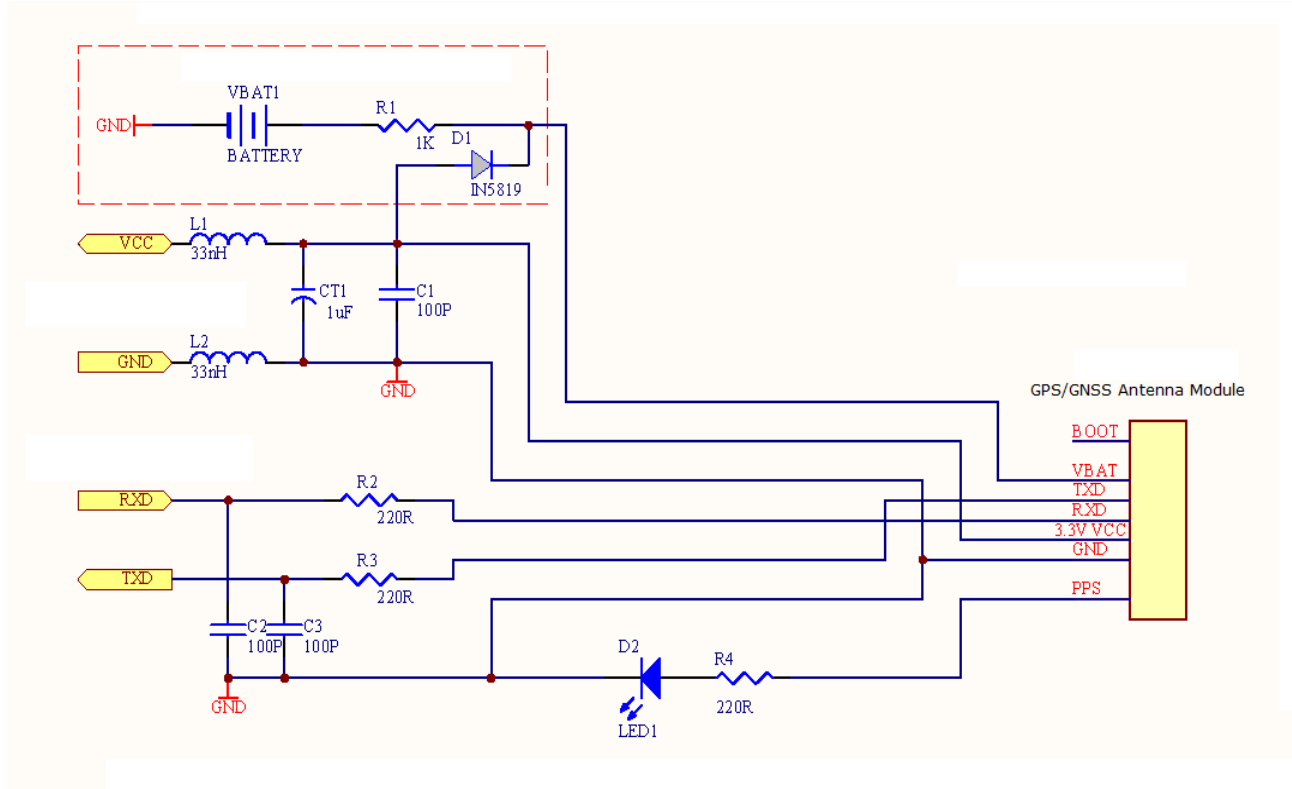 VBAT1
GND
BATTERY
R1
1K
D1
IN5819
VCC
L1
33nH
CT1
1uF
C1
100P
GND
L2
33nH
GND
GPS/GNSS Antenna Module
BOOT
VBAT
TXD
RXD
3.3V VCC
GND
PPS
RXD
R2
220R
TXD
R3
220R
C2
100P
C3
100P
GND
D2
LED1
R4
220R